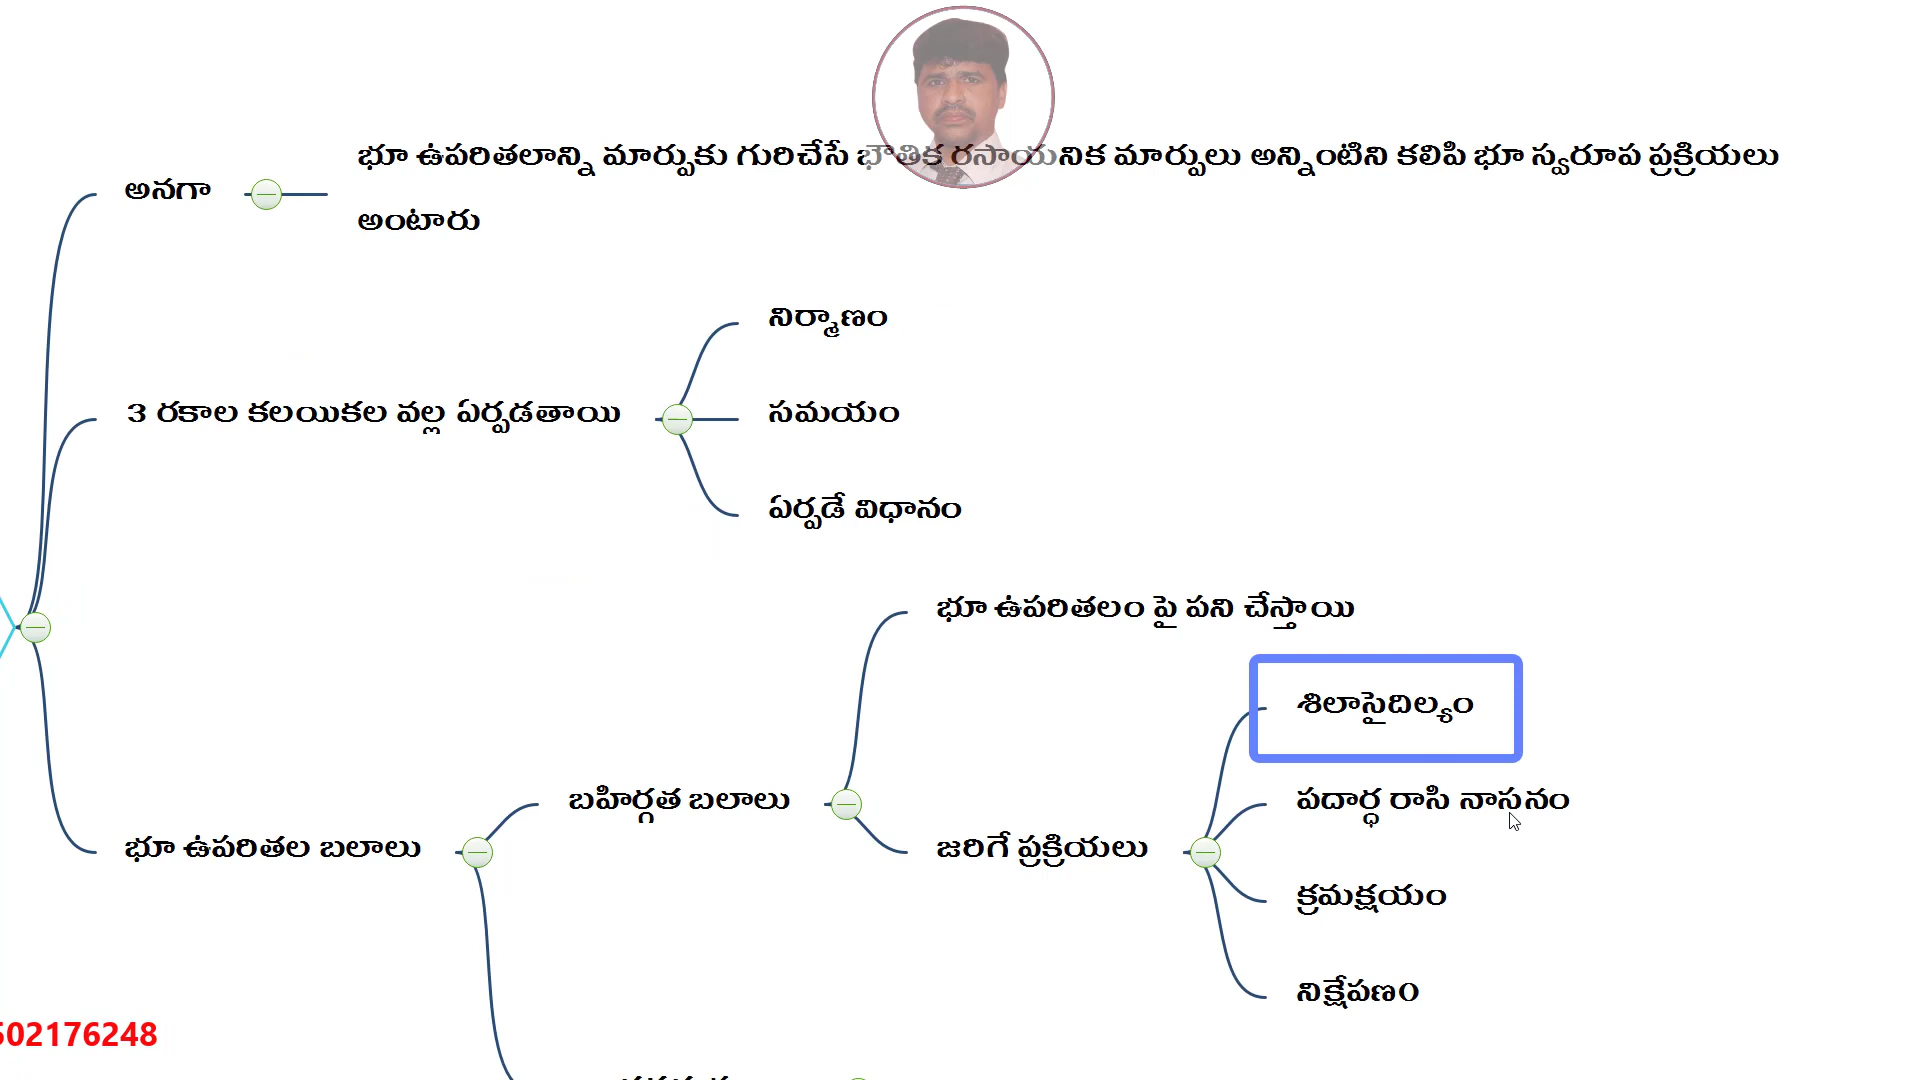 భూ ఉపరితలాన్ని మార్పుకు గురిచేసే భౌతిక రసాయనిక మార్పులు అన్నింటిని కలిపి భూ స్వరూప ప్రక్రియలు
అనగా
అంటారు
నిర్మాణం
3 రకాల కలయికల వల్ల ఏర్పడతాయి
సమయం
ఏర్పడే విధానం
భూ ఉపరితలం పై పని చేస్తాయి
శిలాసైదిల్యం
బహిర్గత బలాలు
పదార్ధ రాసి నాసనం
భూ ఉపరితల బలాలు
జరిగే ప్రక్రియలు
క్రమక్షయం
నిక్షేపణం
502176248